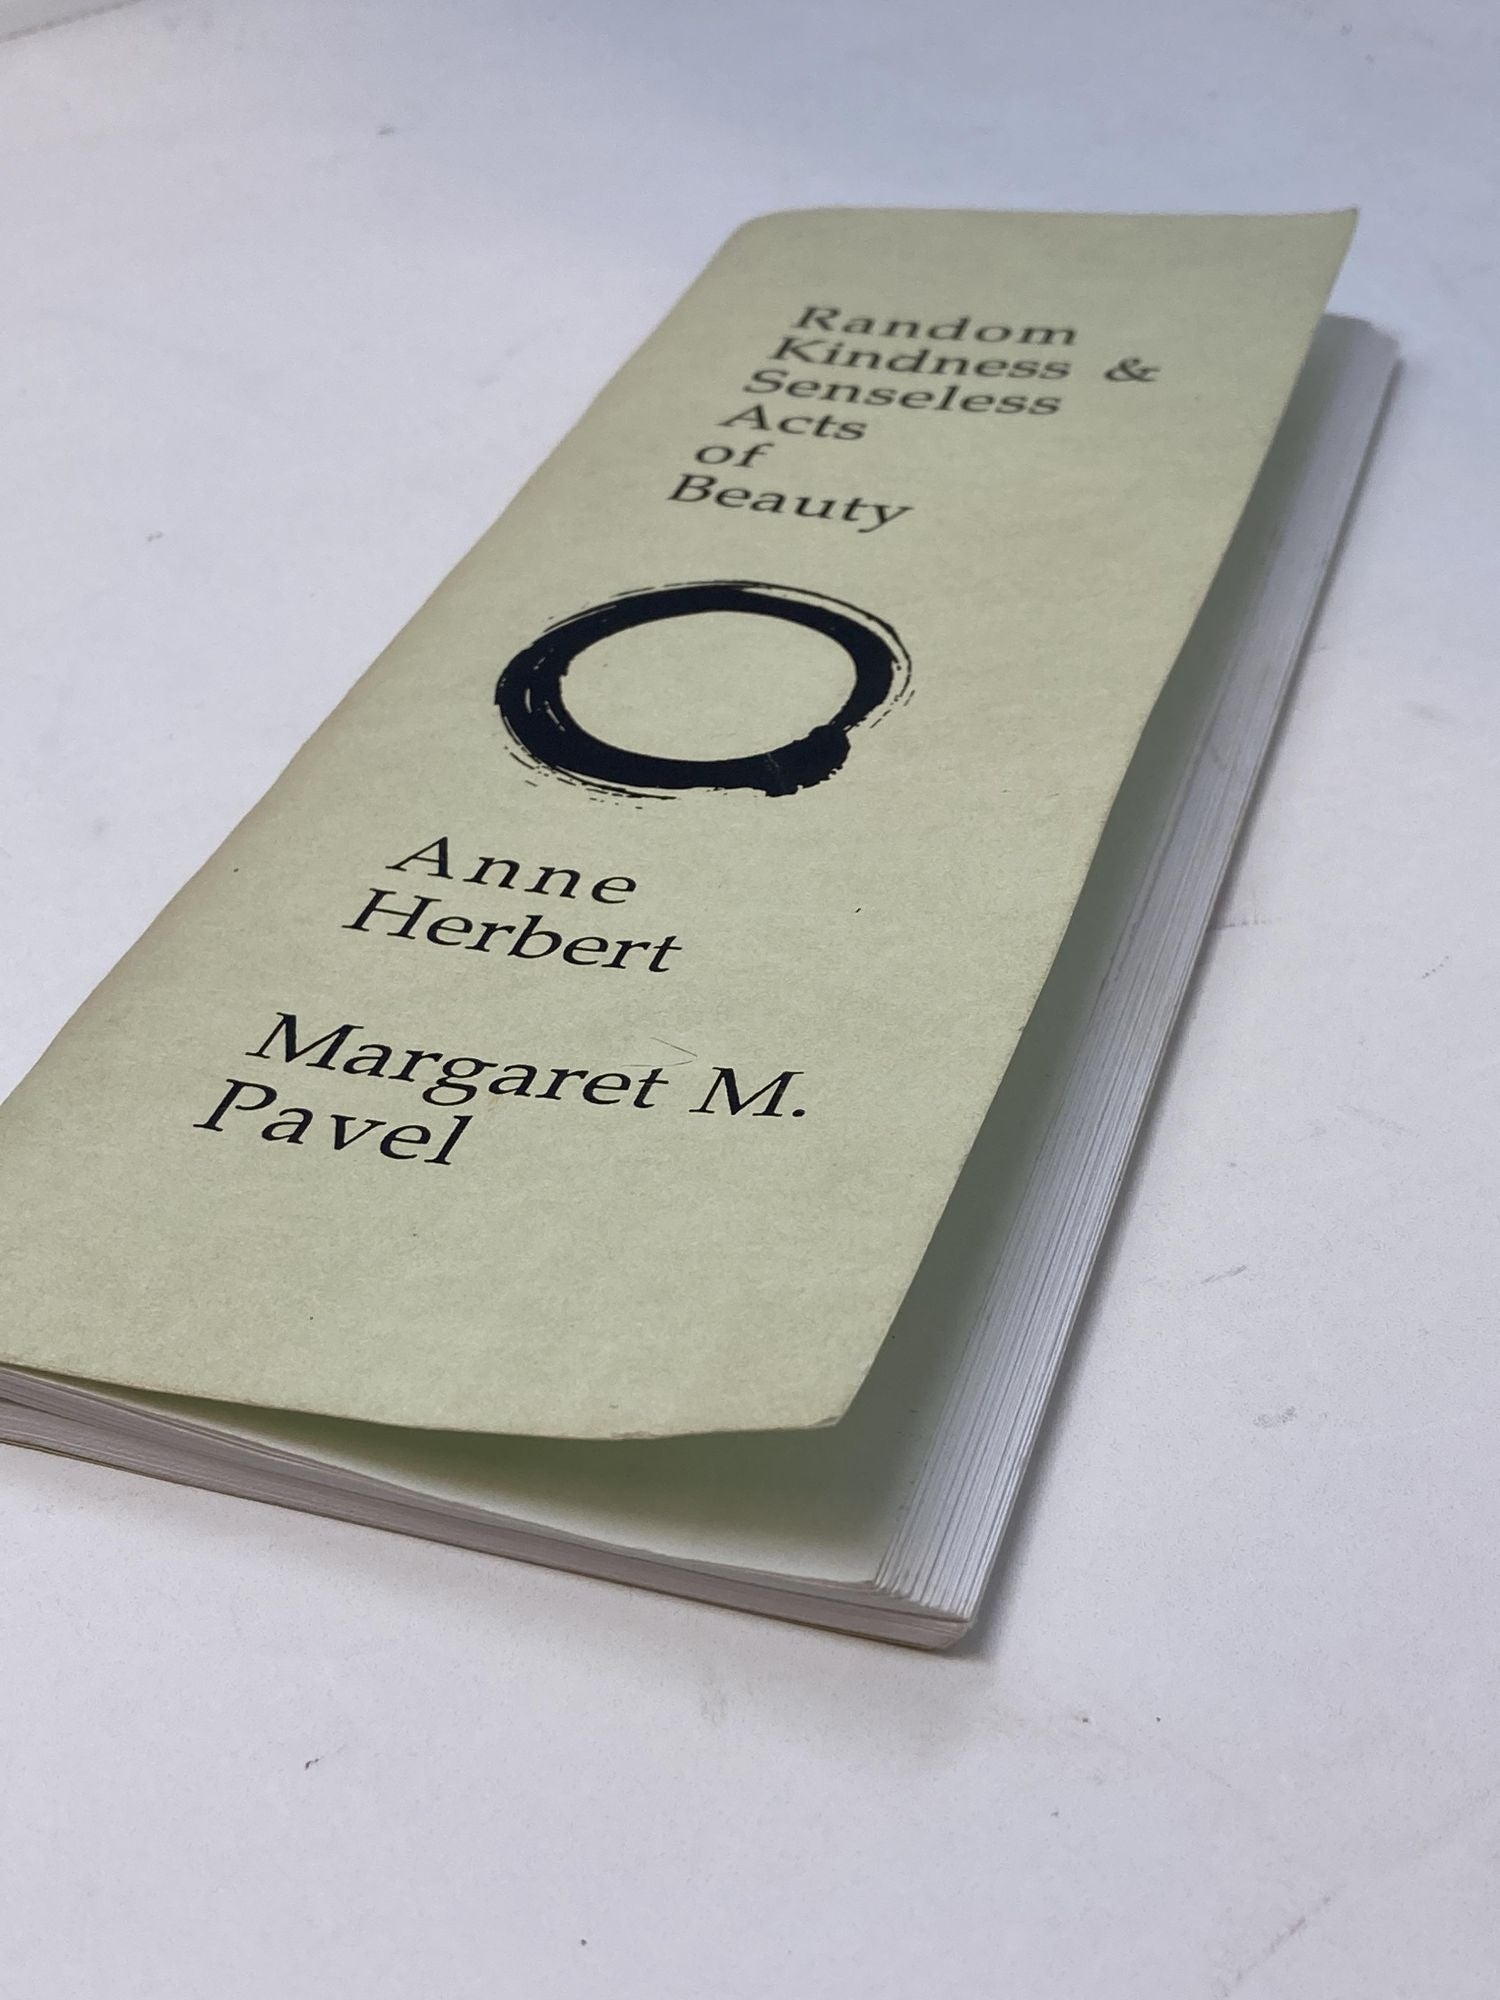 Random
Kindness &
Senseless
Acts
of
Beauty
Anne
Herbert
Margaret M.
Pavel